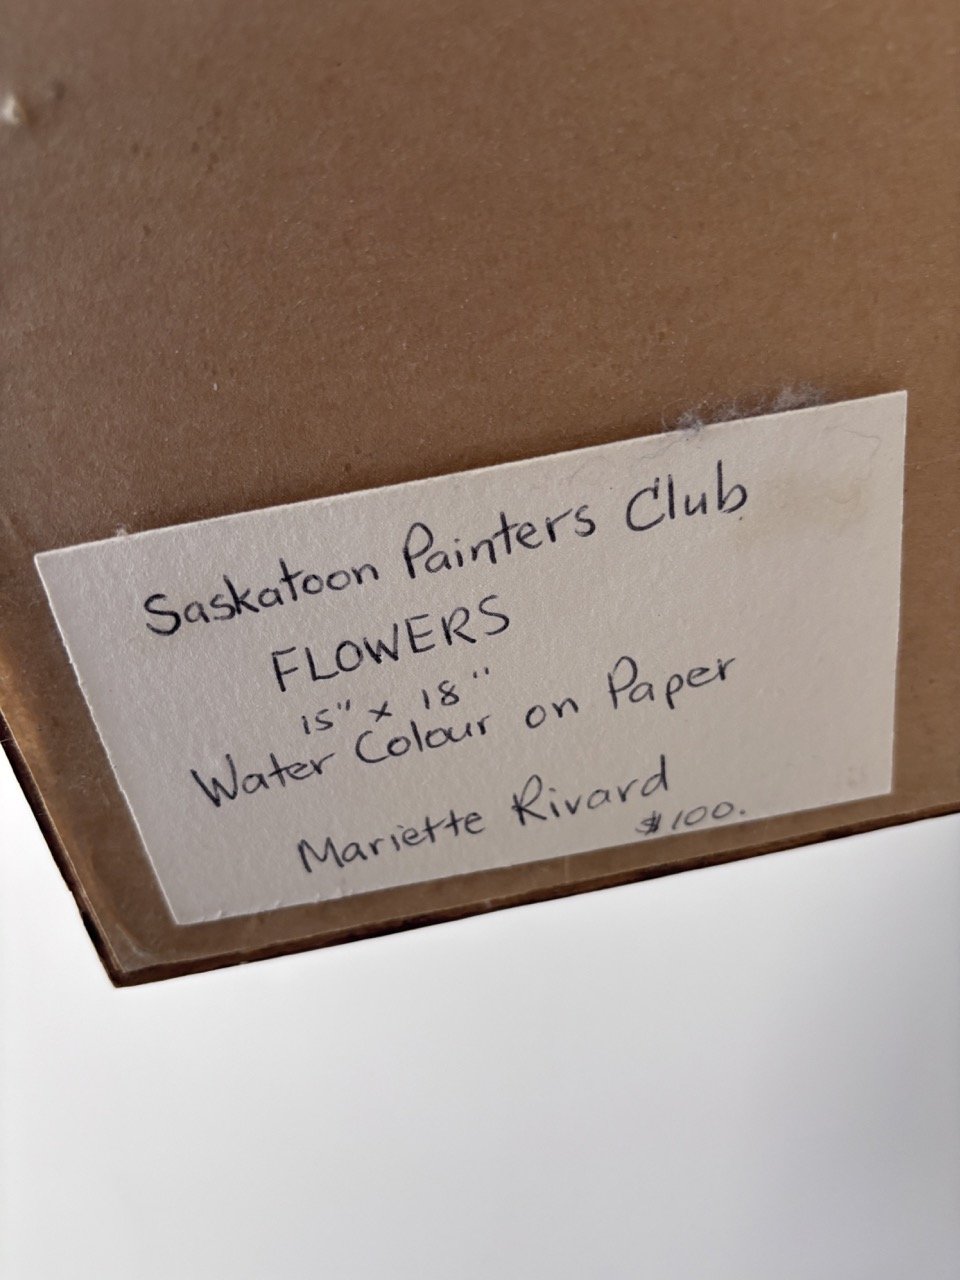 Saskatoon Painters Club
FLOWERS
15" x 18"
Water Colour on Paper
Mariette Rivard
$100.